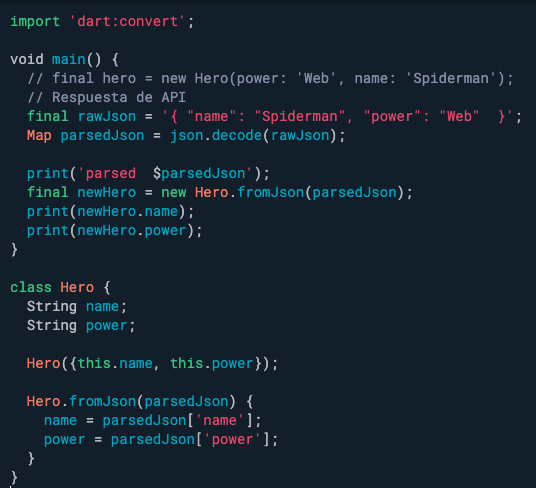 import 'dart:convert';

void main() {
  // final hero = new Hero(power: 'Web', name: 'Spiderman');
  // Respuesta de API
  final rawJson = '{ "name": "Spiderman", "power": "Web"  }';
  Map parsedJson = json.decode(rawJson);

  print('parsed  $parsedJson');
  final newHero = new Hero.fromJson(parsedJson);
  print(newHero.name);
  print(newHero.power);
}

class Hero {
  String name;
  String power;

  Hero({this.name, this.power});

  Hero.fromJson(parsedJson) {
    name = parsedJson['name'];
    power = parsedJson['power'];
  }
}